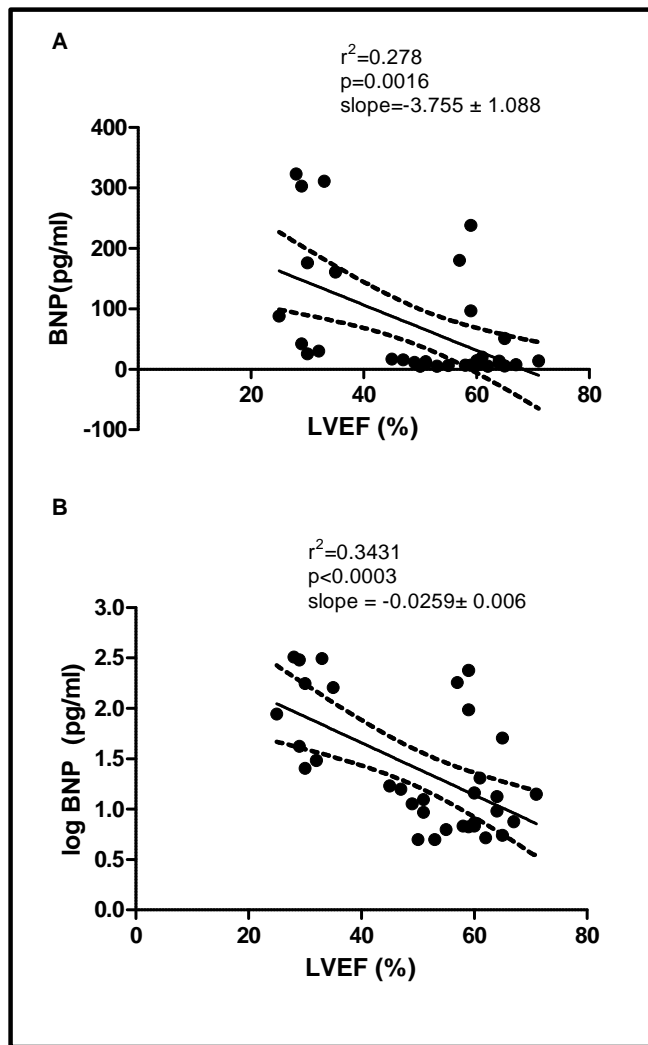 A
r²=0.278
p=0.0016
slope=-3.755 ± 1.088
400
300
200
100
0
-100
BNP(pg/ml)
20 40 60 80
LVEF (%)
B
r²=0.3431
p<0.0003
slope = -0.0259± 0.006
3.0
2.5
2.0
1.5
1.0
0.5
0.0
log BNP (pg/ml)
0 20 40 60 80
LVEF (%)